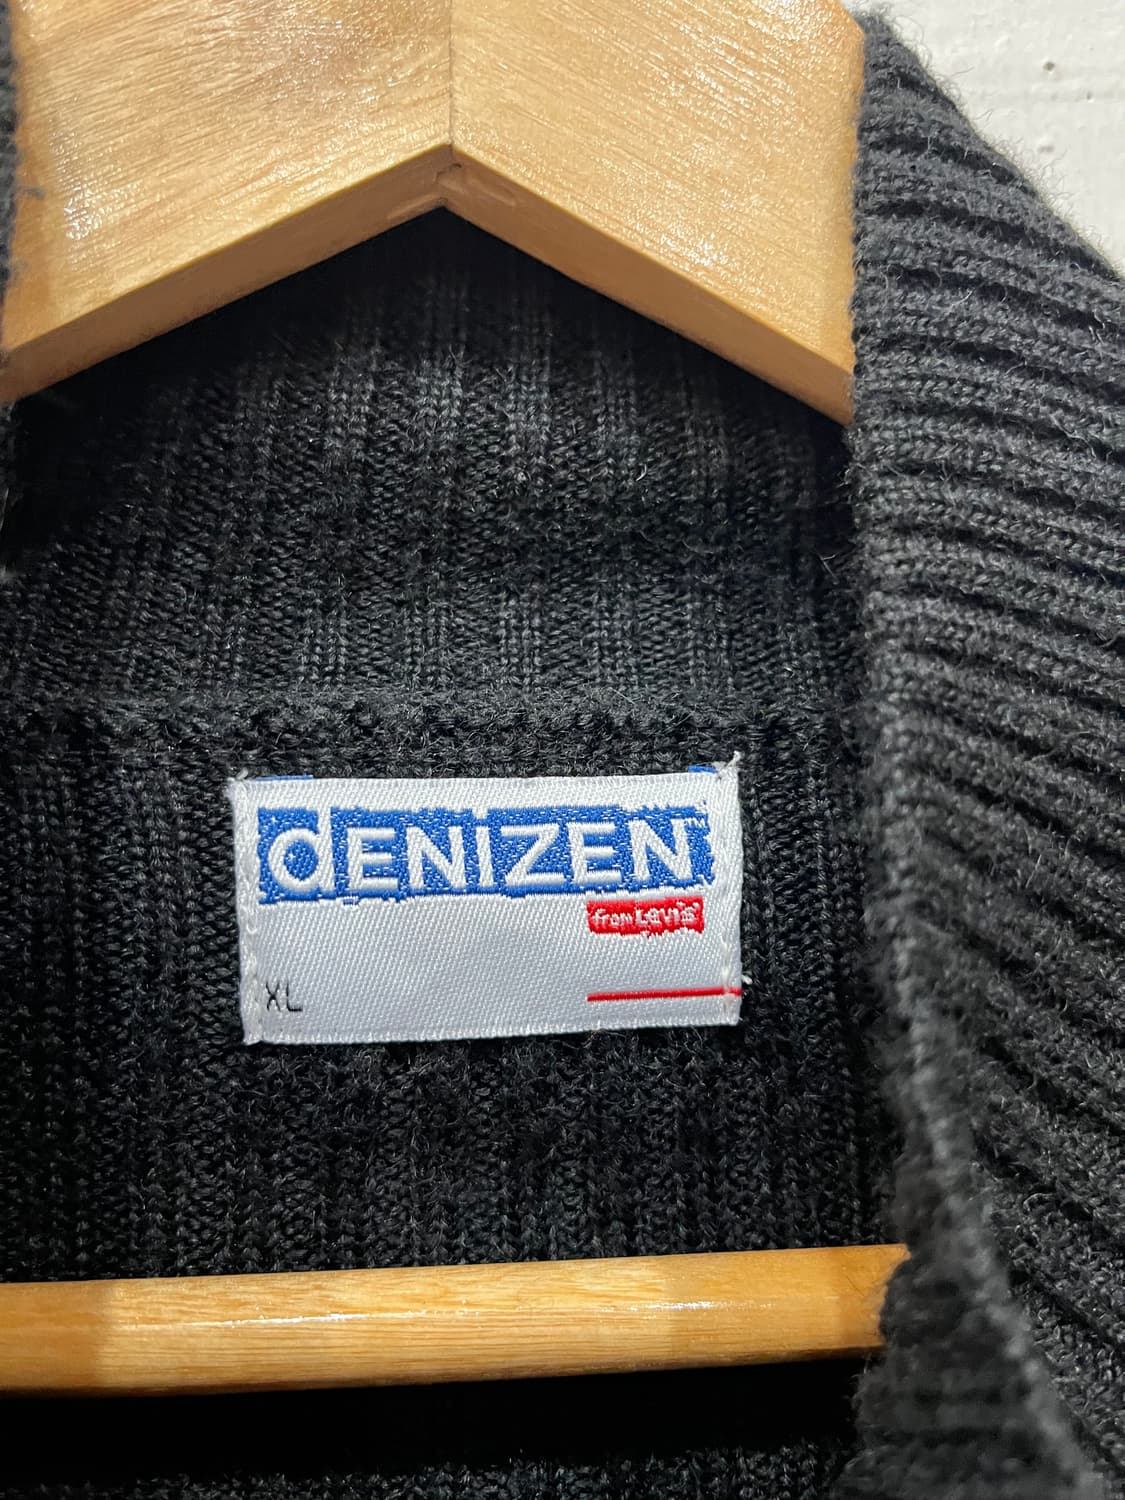 dENiZEN
from Levi's
XL